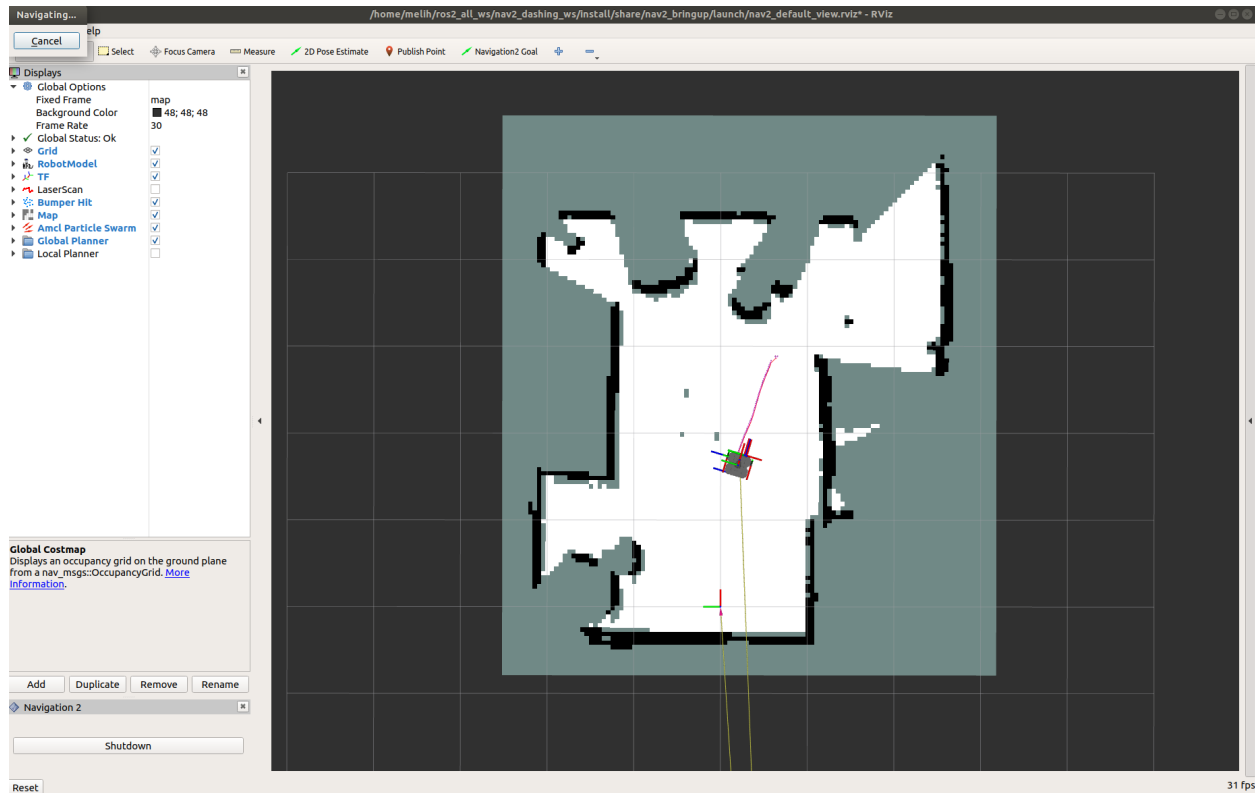 Navigating...
/home/melih/ros2_all_ws/nav2_dashing_ws/install/share/nav2_bringup/launch/nav2_default_view.rviz* - RViz
Cancel
elp
Select Focus Camera Measure 2D Pose Estimate Publish Point Navigation2 Goal
Displays
Global Options
Fixed Frame map
Background Color 48; 48; 48
Frame Rate 30
Global Status: Ok
Grid
RobotModel
TF
LaserScan
Bumper Hit
Map
Amcl Particle Swarm
Global Planner
Local Planner
Global Costmap
Displays an occupancy grid on the ground plane
from a nav_msgs::OccupancyGrid. More
Information.
Add Duplicate Remove Rename
Navigation 2
Shutdown
Reset
31 fps